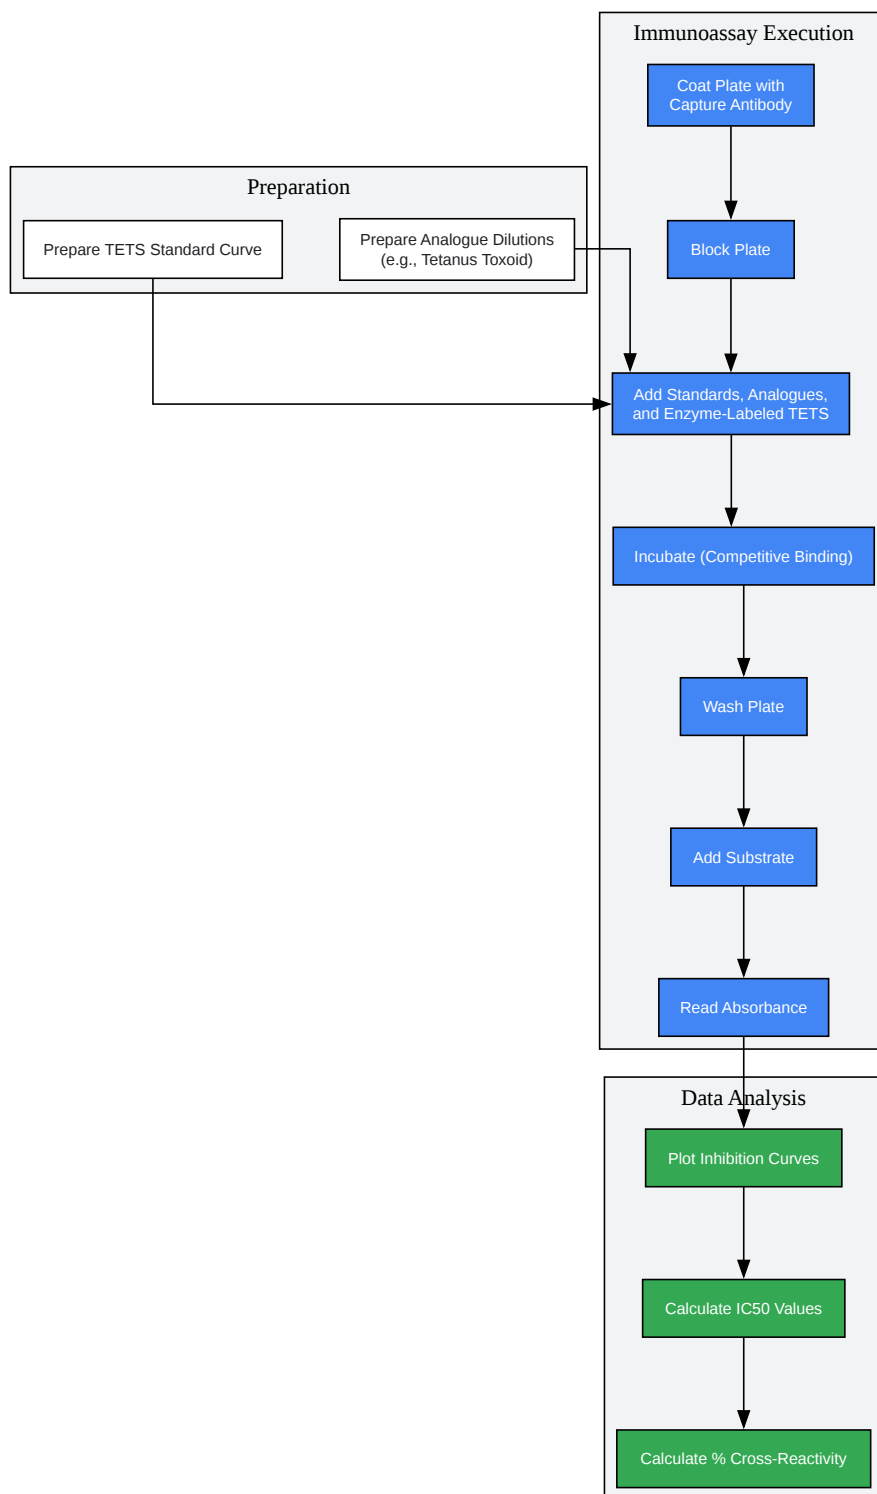 Immunoassay Execution
Coat Plate with
Capture Antibody
Preparation
Prepare TETS Standard Curve
Prepare Analogue Dilutions
(e.g., Tetanus Toxoid)
Block Plate
Add Standards, Analogues,
and Enzyme-Labeled TETS
Incubate (Competitive Binding)
Wash Plate
Add Substrate
Read Absorbance
Data Analysis
Plot Inhibition Curves
Calculate IC50 Values
Calculate % Cross-Reactivity